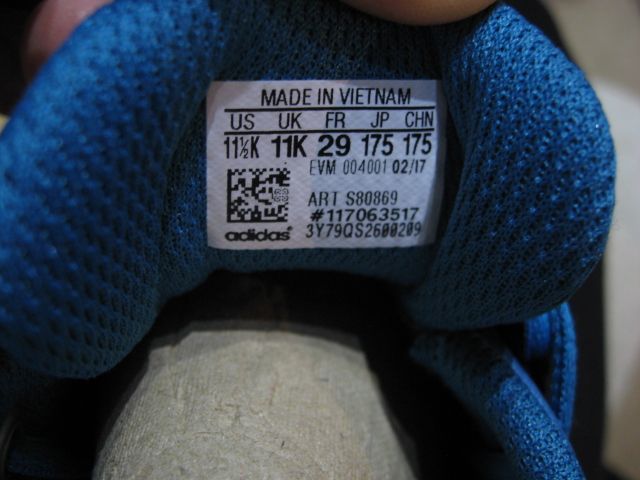 MADE IN VIETNAM
US UK FR JP CHN
11½K 11K 29 175 175
EVM 004001 02/17
ART S80869
#117063517
adidas 3Y79QS2600209